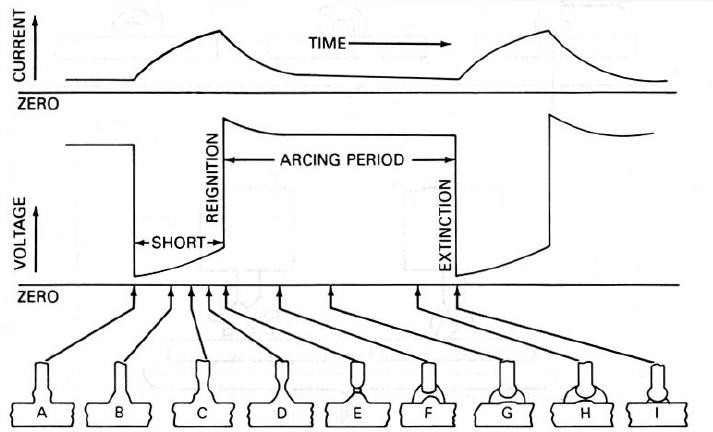 CURRENT
TIME
ZERO
REIGNITION
ARCING PERIOD
EXTINCTION
VOLTAGE
SHORT
ZERO
A B C D E F G H I